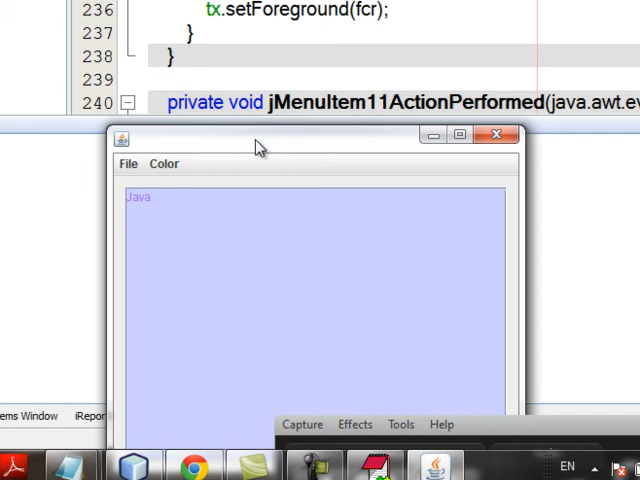 236 tx.setForeground(fcr);
237 }
238 }
239
240 private void jMenuItem11ActionPerformed(java.awt.ev
File Color
Java
ems Window iRepor
Capture Effects Tools Help
EN